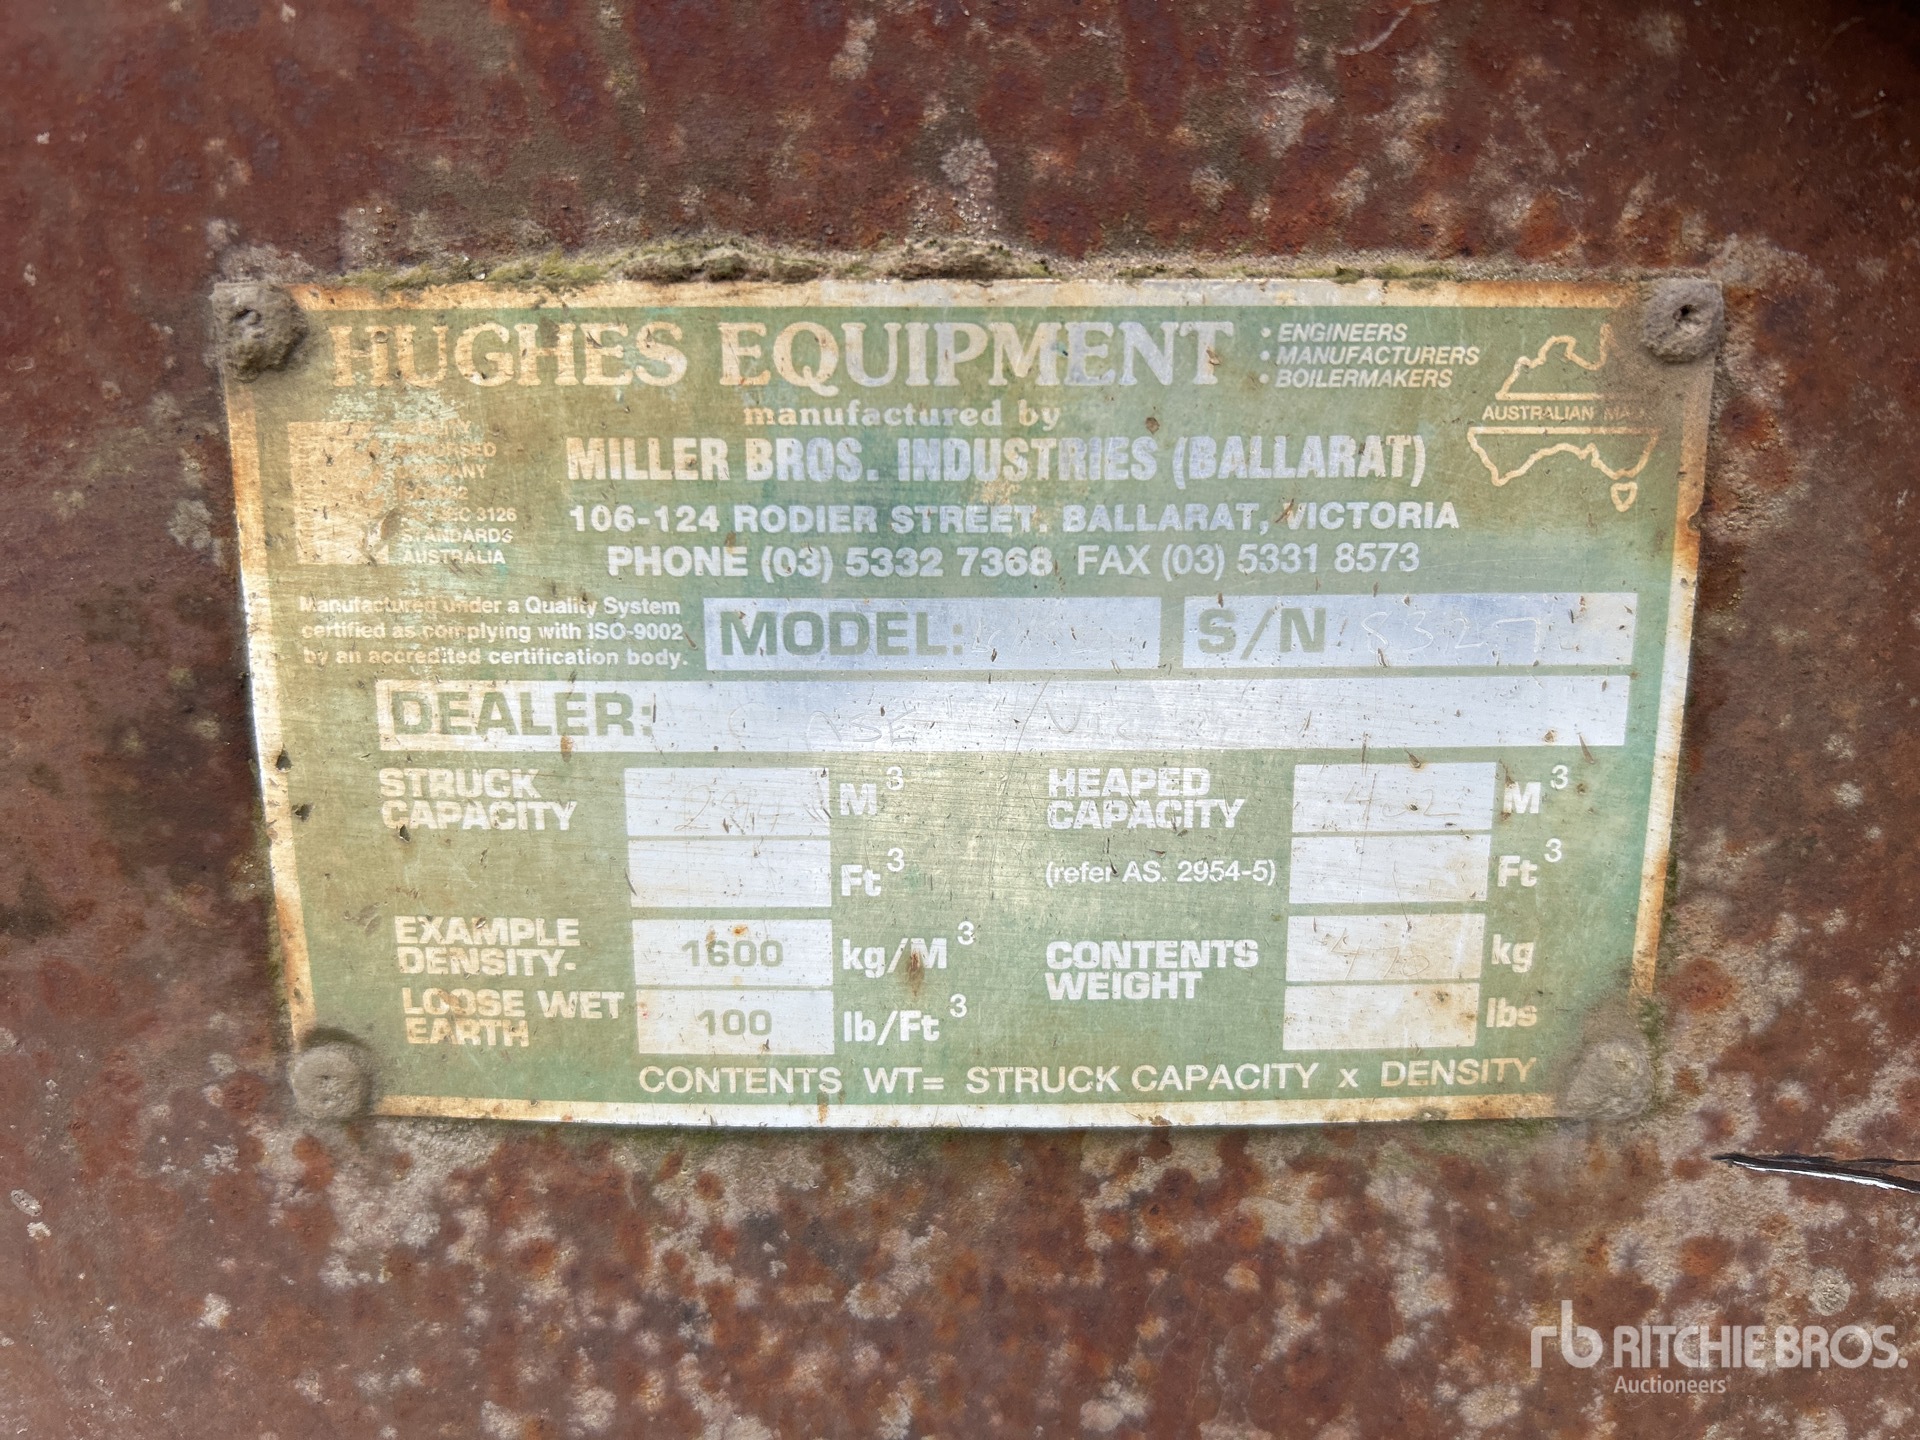 HUGHES EQUIPMENT
• ENGINEERS
• MANUFACTURERS
• BOILERMAKERS
manufactured by
MILLER BROS. INDUSTRIES (BALLARAT)
106-124 RODIER STREET. BALLARAT, VICTORIA
PHONE (03) 5332 7368 FAX (03) 5331 8573
AUSTRALIAN
3126
STANDARDS
AUSTRALIA
Manufactured under a Quality System
certified as complying with ISO-9002
by an accredited certification body.
MODEL:
S/N
DEALER: CASE
STRUCK CAPACITY M³
Ft³
HEAPED CAPACITY M³
(refer AS. 2954-5) Ft³
EXAMPLE DENSITY- 1600 kg/M³
LOOSE WET EARTH 100 lb/Ft³
CONTENTS WEIGHT kg
lbs
CONTENTS WT= STRUCK CAPACITY x DENSITY
rb RITCHIE BROS.
Auctioneers